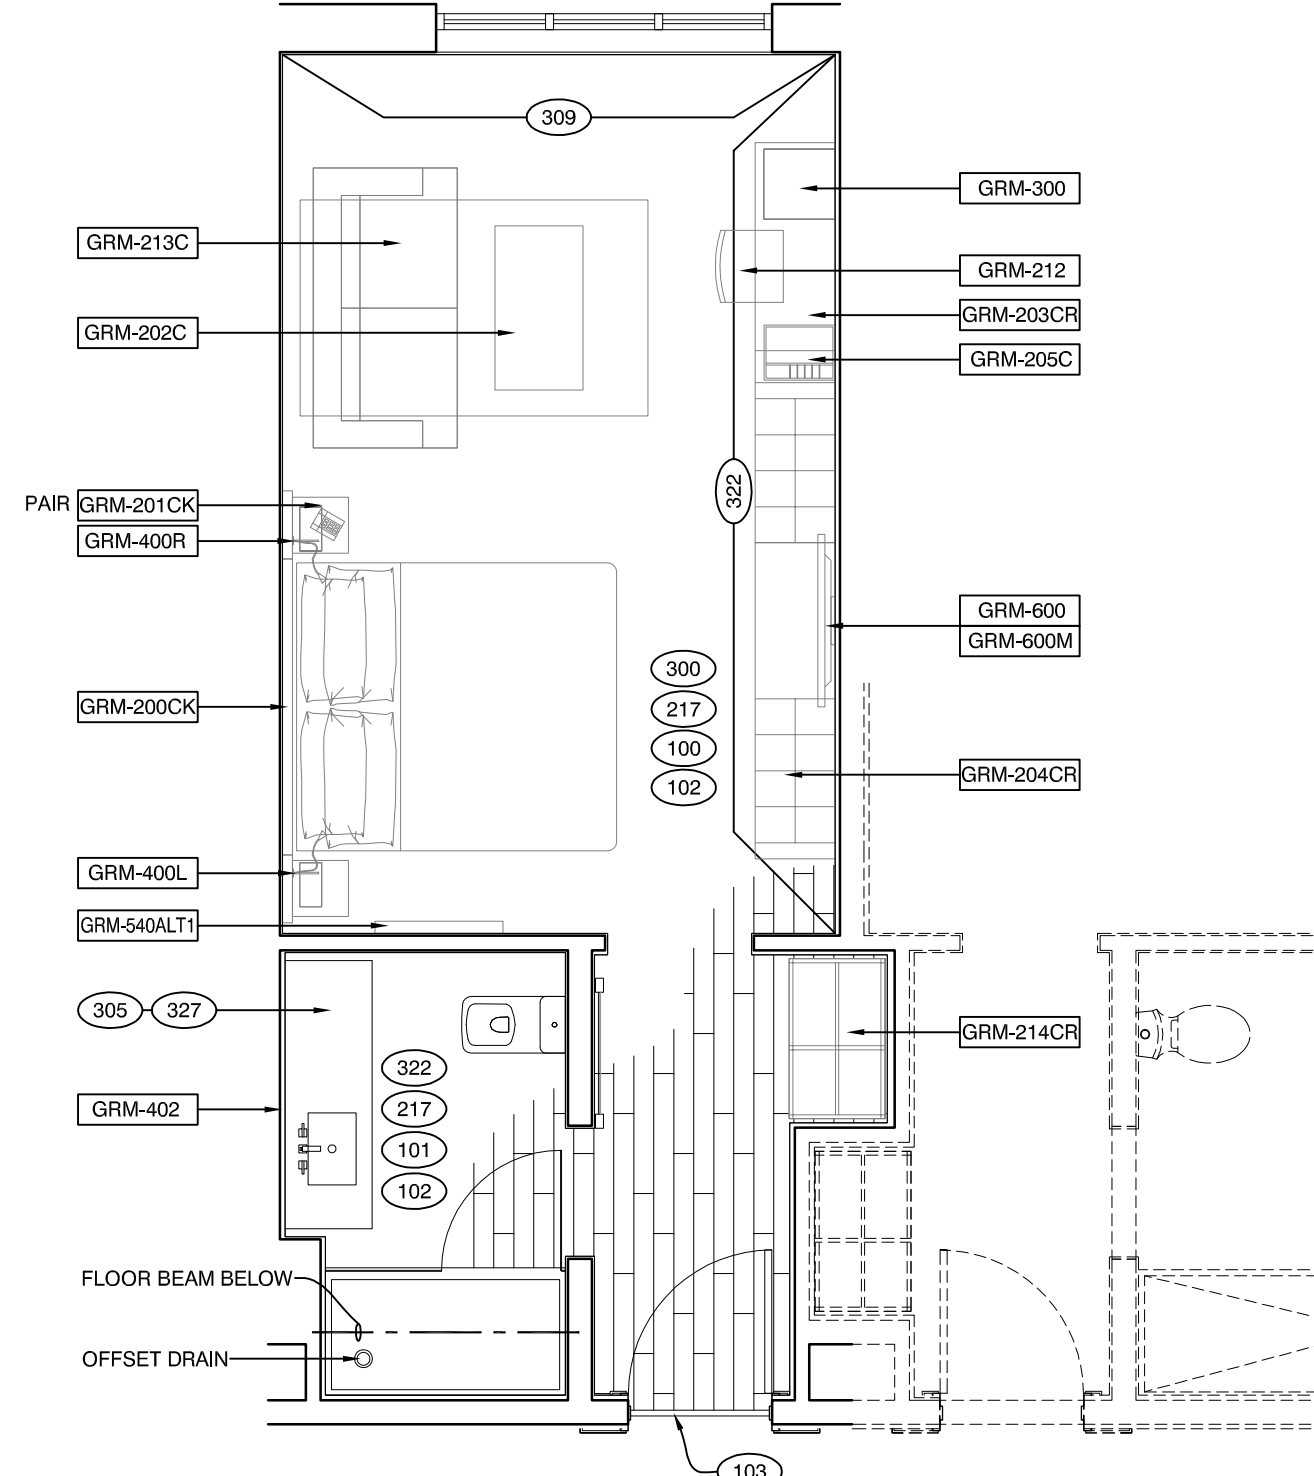 309
GRM-300
GRM-213C
GRM-212
GRM-203CR
GRM-202C
GRM-205C
322
PAIR GRM-201CK
GRM-400R
GRM-600
GRM-600M
300
217
100
102
GRM-200CK
GRM-204CR
GRM-400L
GRM-540ALT1
305 327
GRM-214CR
322
217
101
102
GRM-402
FLOOR BEAM BELOW
OFFSET DRAIN
103